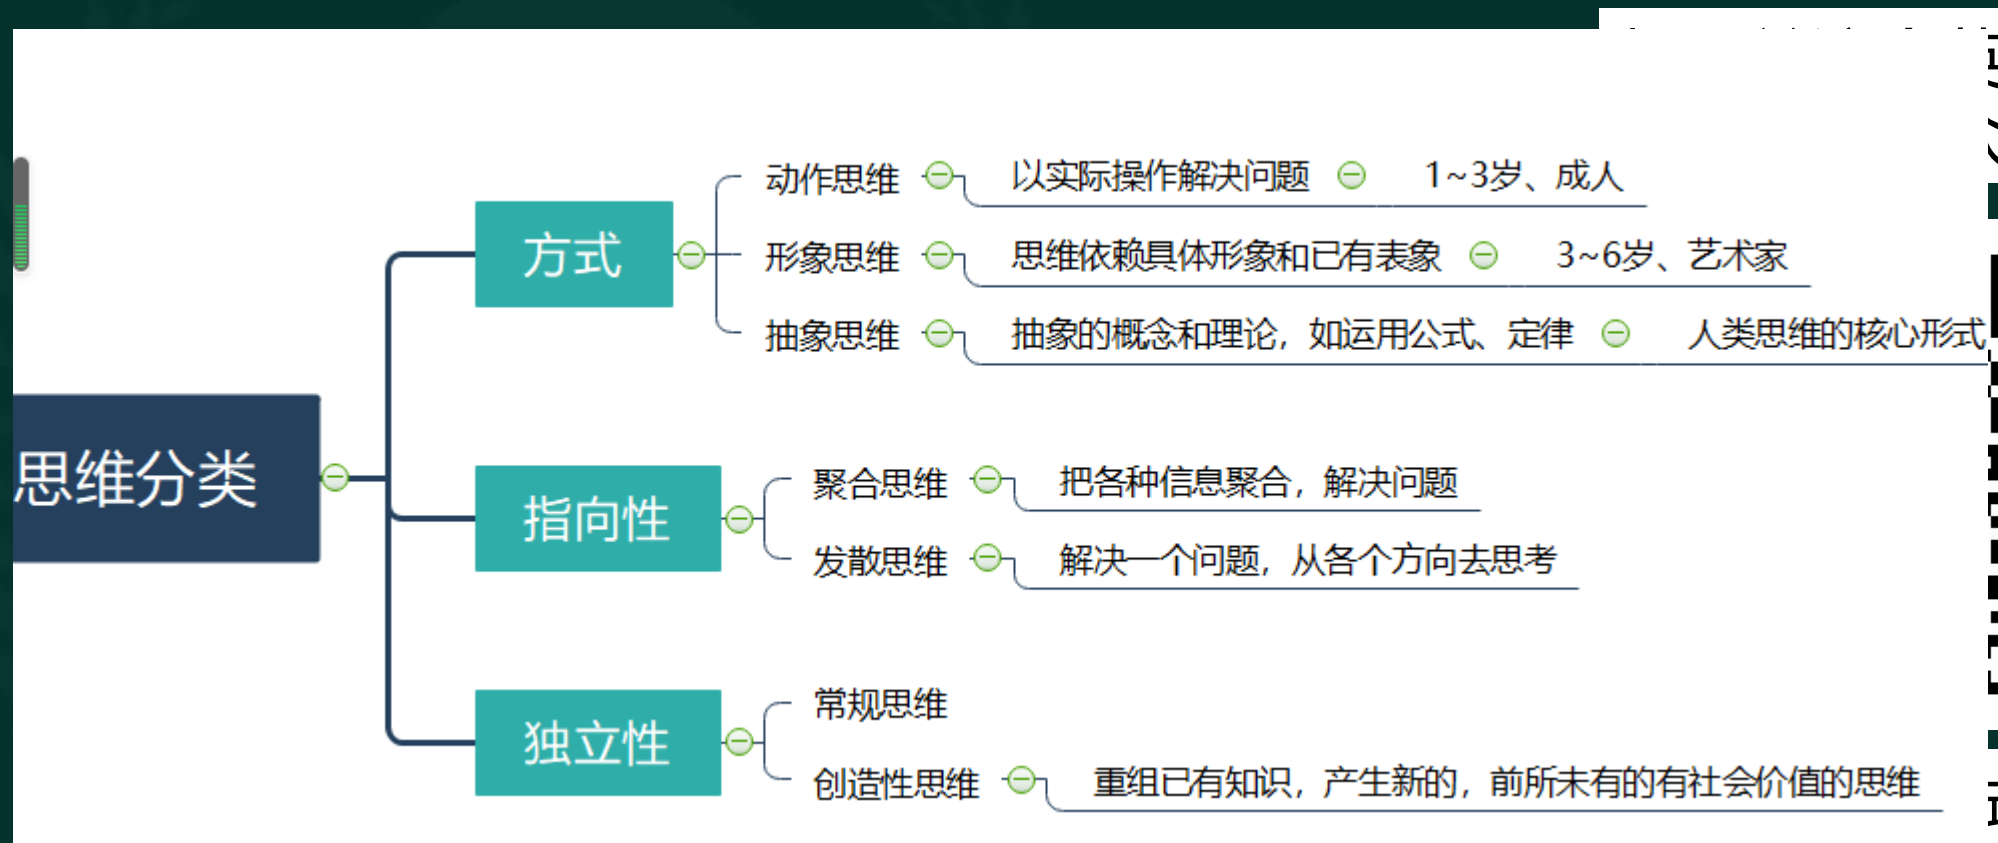 思维分类
方式
动作思维 以实际操作解决问题 1~3岁、成人
形象思维 思维依赖具体形象和已有表象 3~6岁、艺术家
抽象思维 抽象的概念和理论，如运用公式、定律 人类思维的核心形式
指向性
聚合思维 把各种信息聚合，解决问题
发散思维 解决一个问题，从各个方向去思考
独立性
常规思维
创造性思维 重组已有知识，产生新的，前所未有的有社会价值的思维